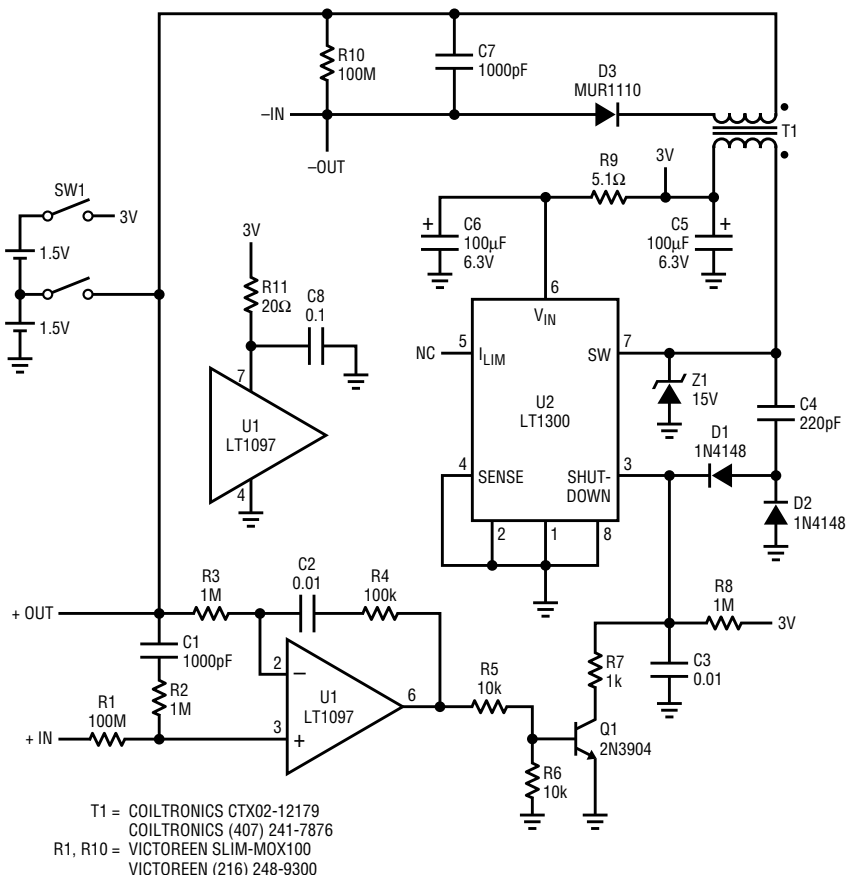 R10
100M
C7
1000pF
D3
MUR1110
–IN
–OUT
T1
SW1
3V
1.5V
1.5V
R9
5.1Ω
3V
+
C6
100µF
6.3V
C5
100µF
6.3V
+
3V
R11
20Ω
C8
0.1
7
U1
LT1097
4
6
VIN
NC
5
ILIM
SW
7
U2
LT1300
Z1
15V
C4
220pF
4
SENSE
SHUT-
DOWN
3
D1
1N4148
D2
1N4148
2
1
8
+ OUT
R3
1M
C2
0.01
R4
100k
C1
1000pF
R2
1M
R1
100M
+ IN
2
–
3
+
U1
LT1097
6
R5
10k
R6
10k
R7
1k
R8
1M
3V
C3
0.01
Q1
2N3904
T1 = COILTRONICS CTX02-12179
COILTRONICS (407) 241-7876
R1, R10 = VICTOREEN SLIM-MOX100
VICTOREEN (216) 248-9300